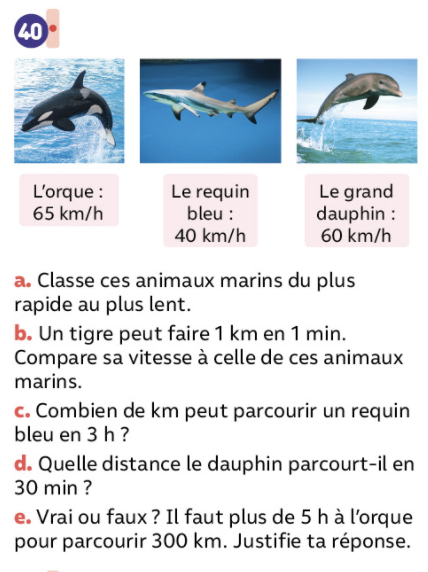 40
L'orque :
65 km/h
Le requin
bleu :
40 km/h
Le grand
dauphin :
60 km/h
a. Classe ces animaux marins du plus
rapide au plus lent.
b. Un tigre peut faire 1 km en 1 min.
Compare sa vitesse à celle de ces animaux
marins.
c. Combien de km peut parcourir un requin
bleu en 3 h ?
d. Quelle distance le dauphin parcourt-il en
30 min ?
e. Vrai ou faux ? Il faut plus de 5 h à l'orque
pour parcourir 300 km. Justifie ta réponse.